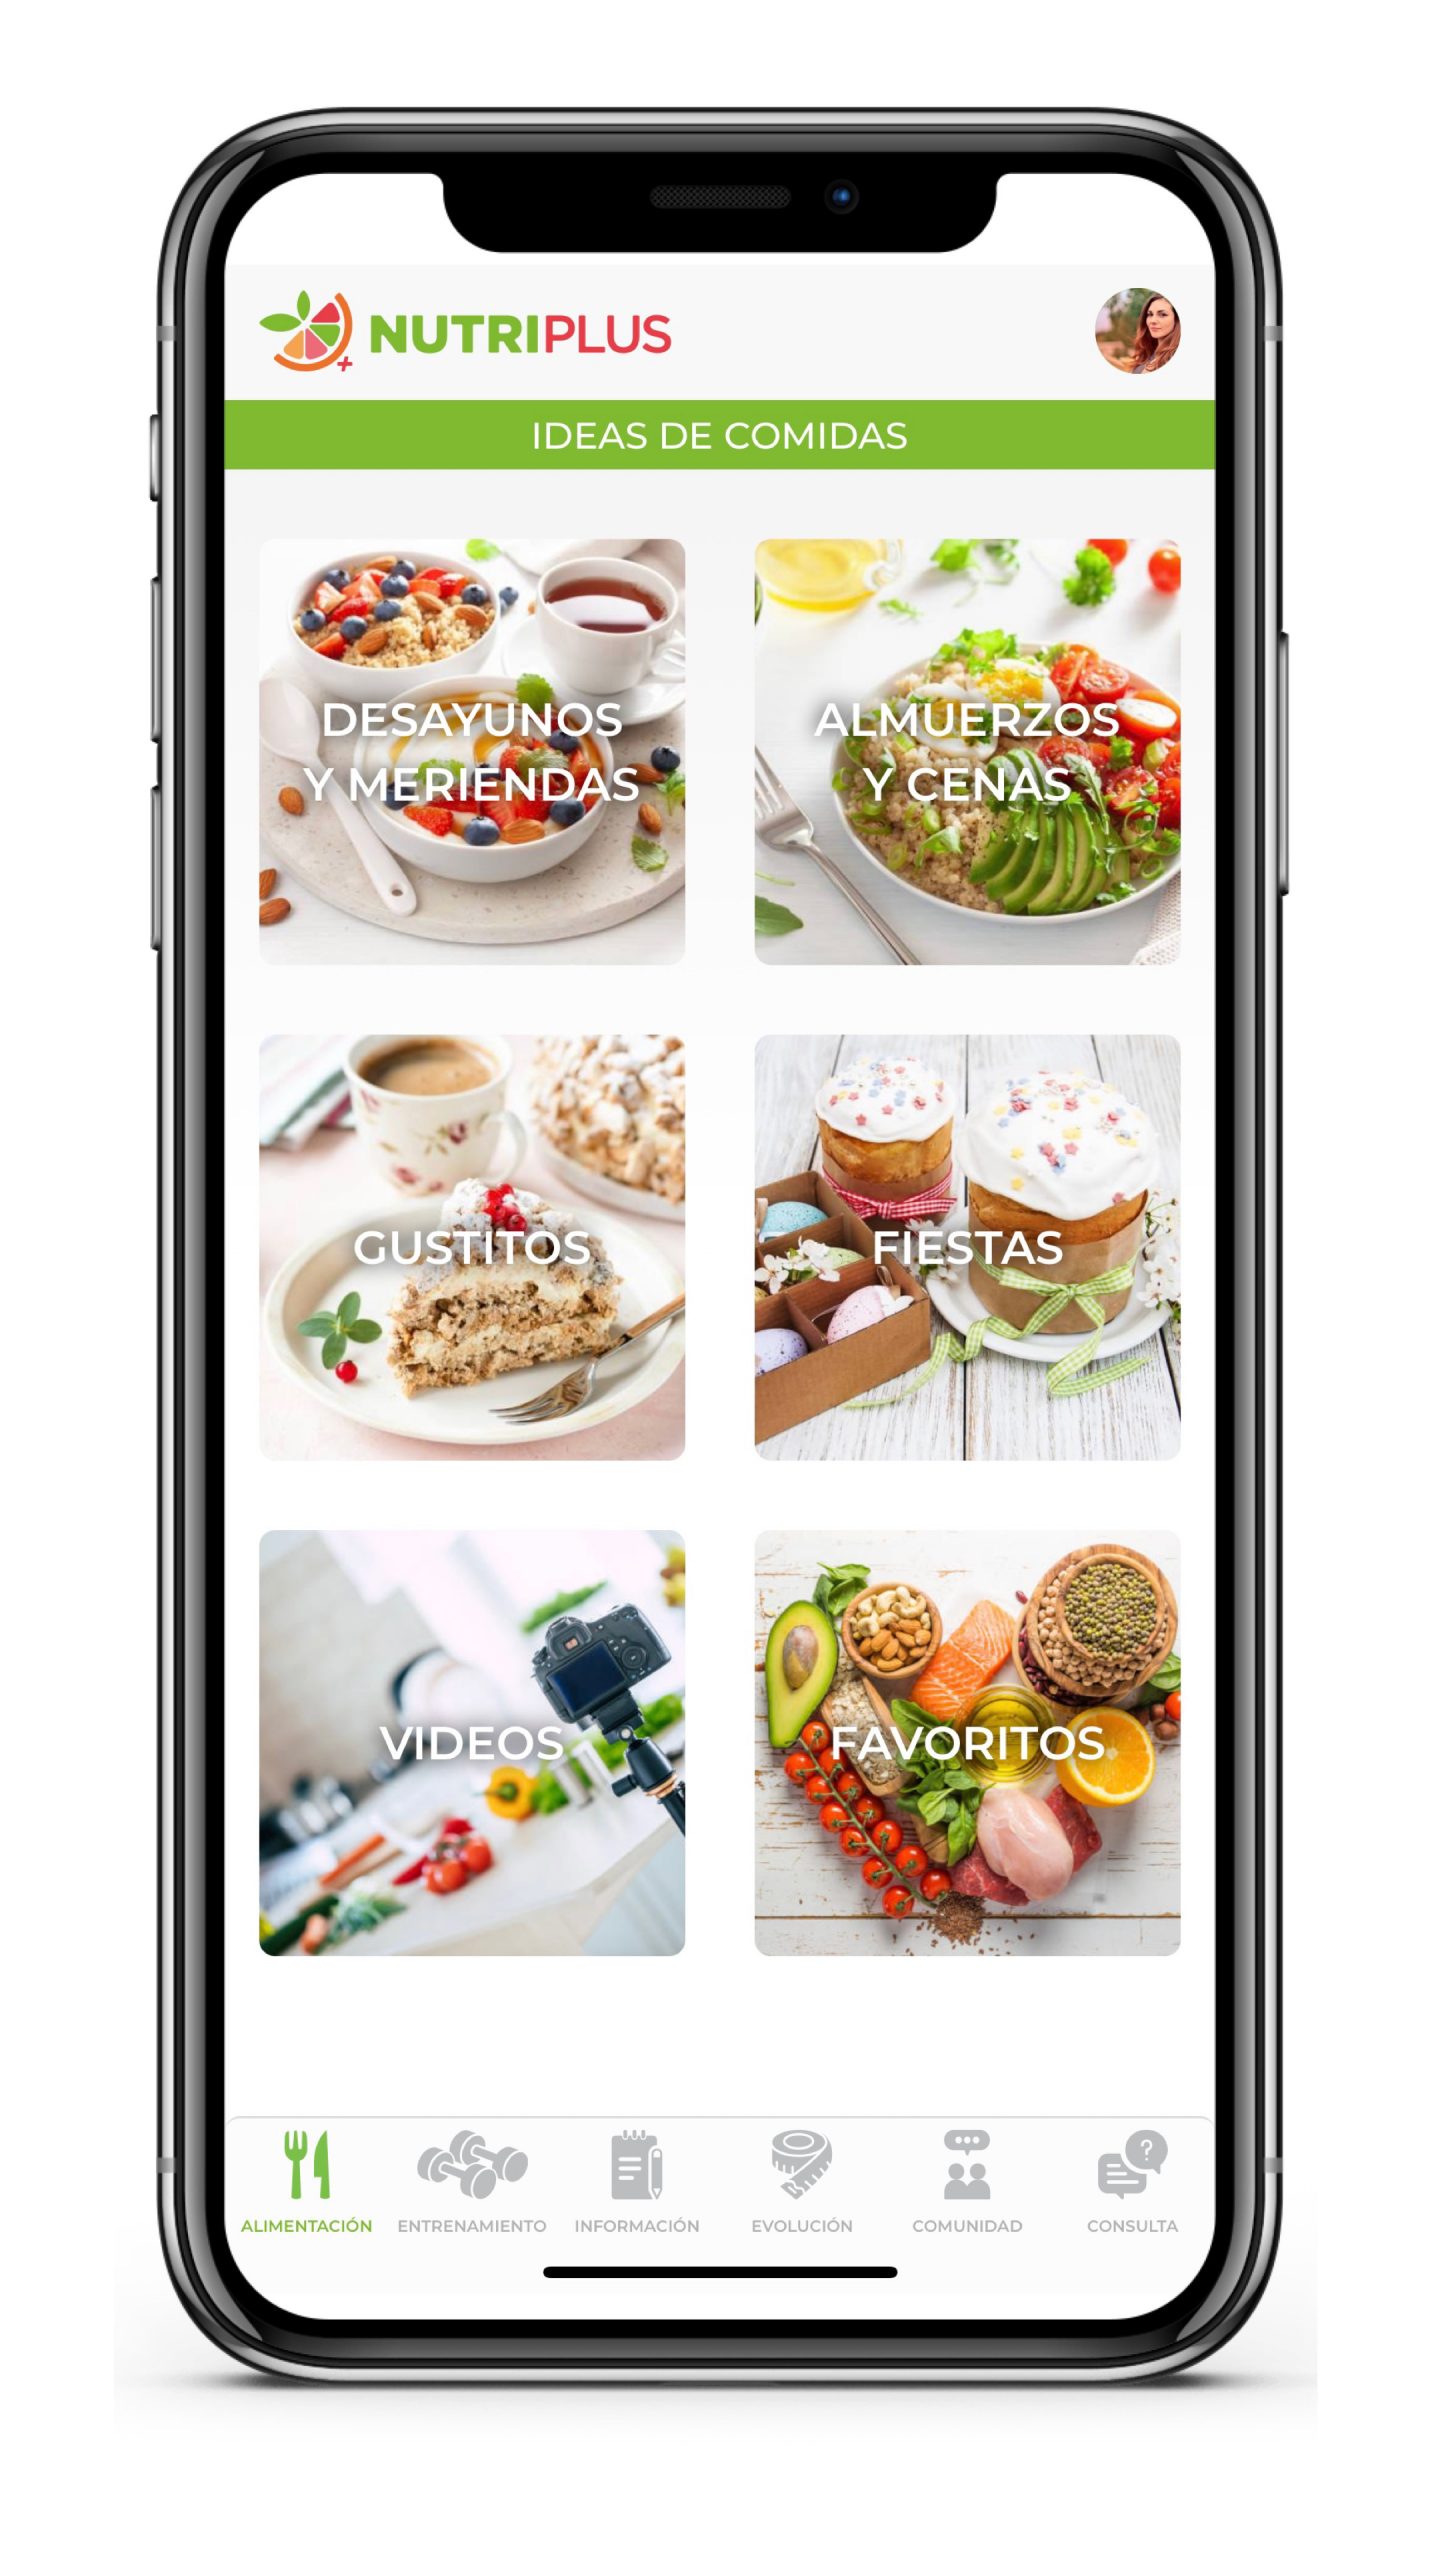 NUTRIPLUS
IDEAS DE COMIDAS
DESAYUNOS
Y MERIENDAS
ALMUERZOS
Y CENAS
GUSTITOS
FIESTAS
VIDEOS
FAVORITOS
ALIMENTACIÓN
ENTRENAMIENTO
INFORMACIÓN
EVOLUCIÓN
COMUNIDAD
CONSULTA